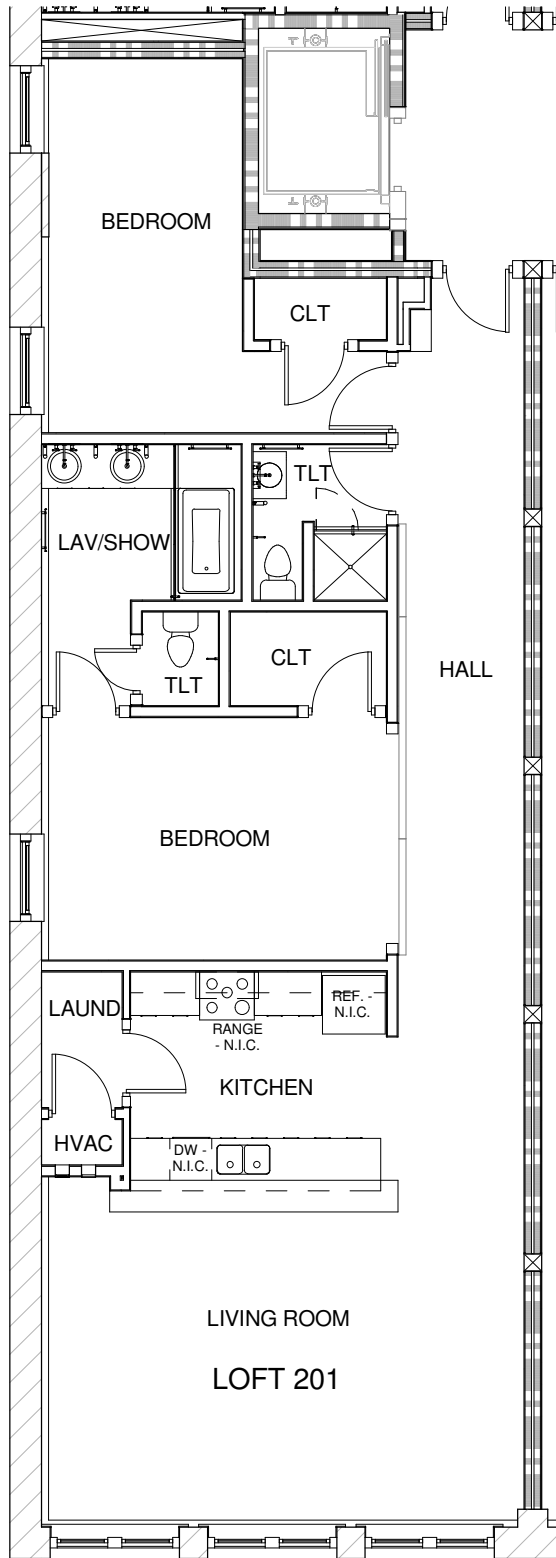 BEDROOM
CLT
TLT
LAV/SHOW
CLT
TLT
HALL
BEDROOM
LAUND
RANGE
- N.I.C.
REF. -
N.I.C.
KITCHEN
HVAC
DW -
N.I.C.
LIVING ROOM
LOFT 201